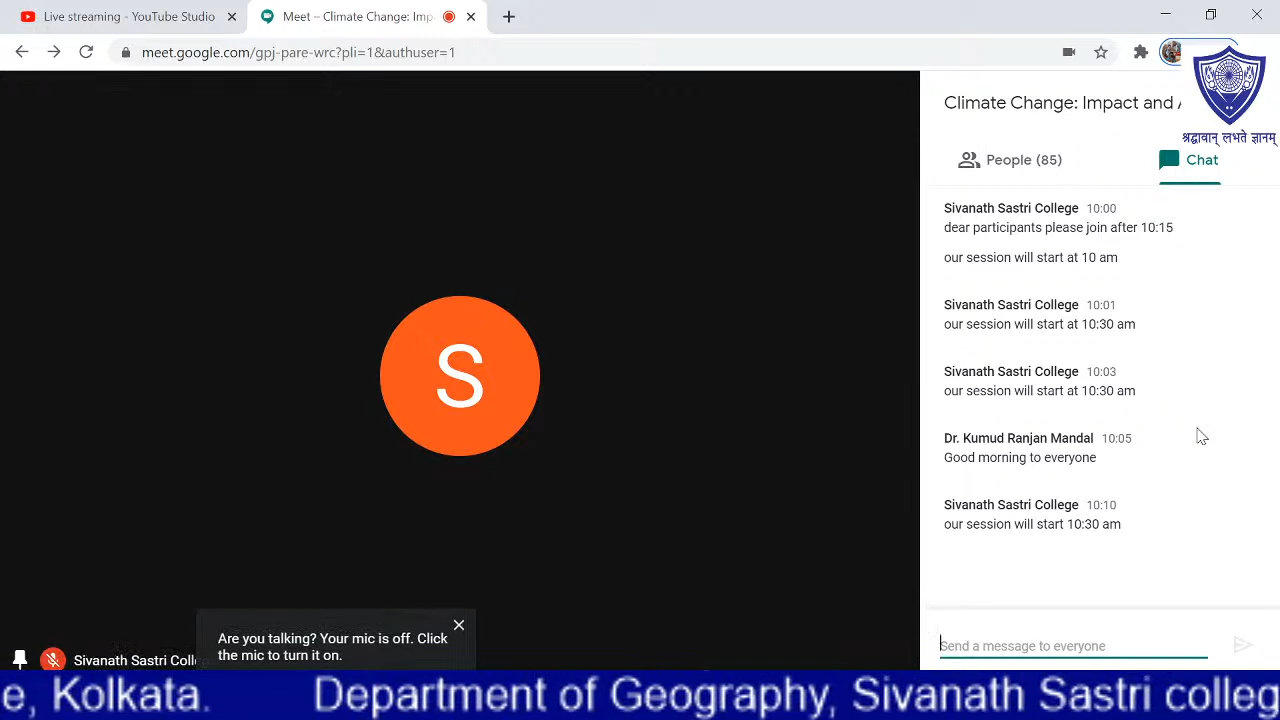 Live streaming - YouTube Studio
Meet – Climate Change: Imp
meet.google.com/gpj-pare-wrc?pli=1&authuser=1
Climate Change: Impact and A
श्रद्धावान् लभते ज्ञानम्
People (85)
Chat
Sivanath Sastri College 10:00
dear participants please join after 10:15
our session will start at 10 am
Sivanath Sastri College 10:01
our session will start at 10:30 am
Sivanath Sastri College 10:03
our session will start at 10:30 am
Dr. Kumud Ranjan Mandal 10:05
Good morning to everyone
Sivanath Sastri College 10:10
our session will start 10:30 am
Send a message to everyone
S
Are you talking? Your mic is off. Click
the mic to turn it on.
Sivanath Sastri Coll
e, Kolkata. Department of Geography, Sivanath Sastri colleg